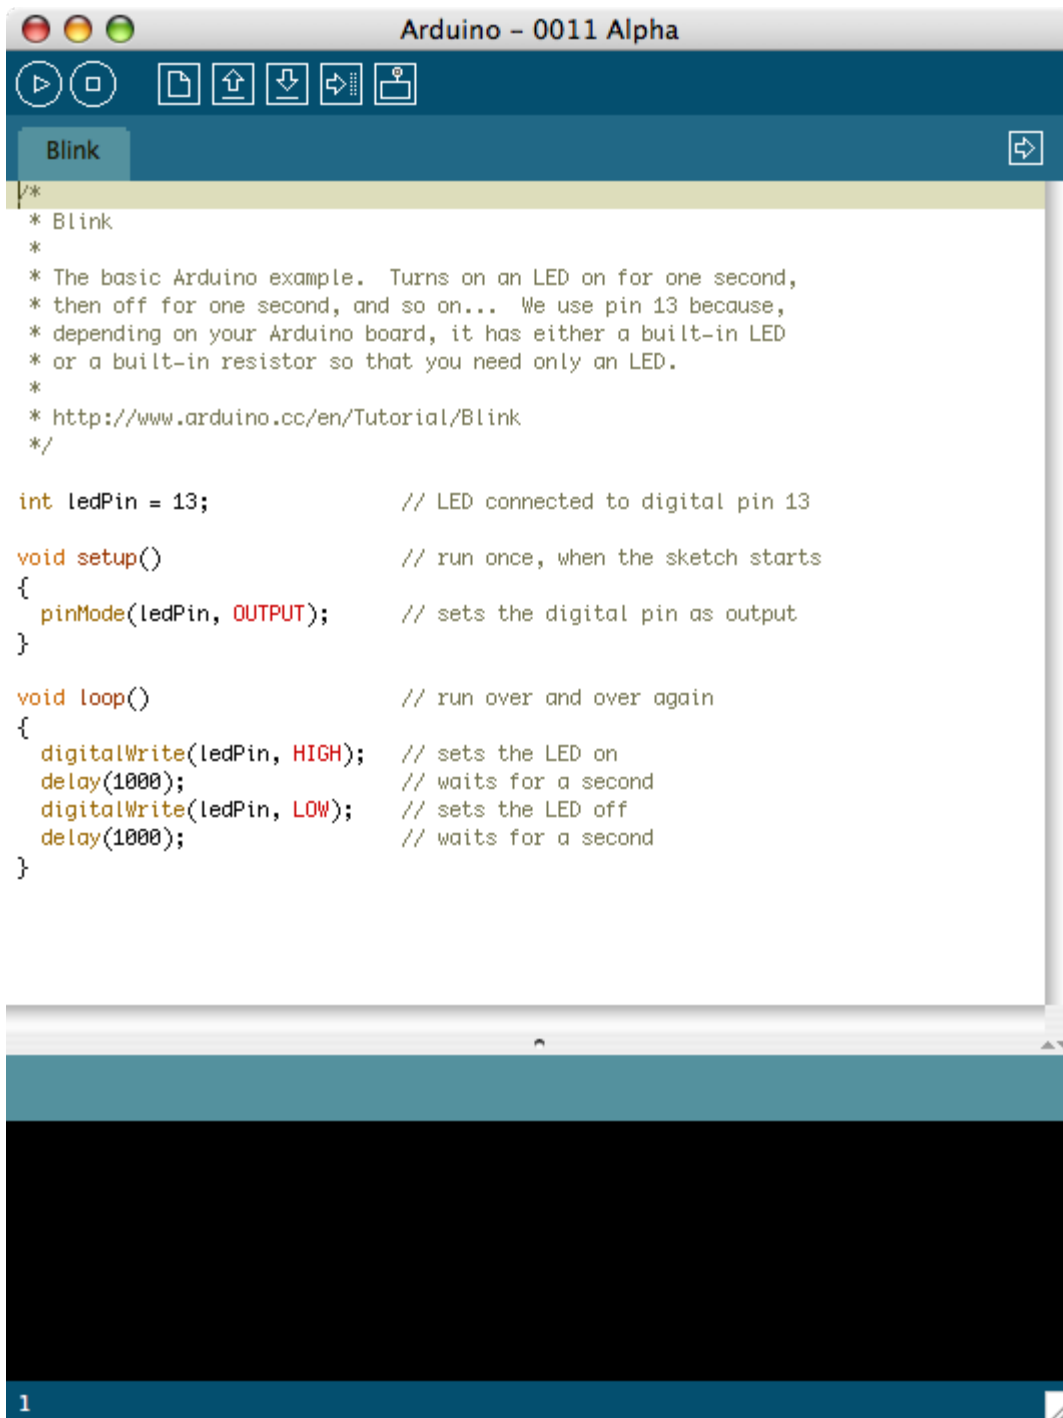 Arduino – 0011 Alpha
Blink
/*
 * Blink
 *
 * The basic Arduino example.  Turns on an LED on for one second,
 * then off for one second, and so on...  We use pin 13 because,
 * depending on your Arduino board, it has either a built-in LED
 * or a built-in resistor so that you need only an LED.
 *
 * http://www.arduino.cc/en/Tutorial/Blink
 */
int ledPin = 13;                // LED connected to digital pin 13
void setup()                    // run once, when the sketch starts
{
  pinMode(ledPin, OUTPUT);      // sets the digital pin as output
}
void loop()                     // run over and over again
{
  digitalWrite(ledPin, HIGH);   // sets the LED on
  delay(1000);                  // waits for a second
  digitalWrite(ledPin, LOW);    // sets the LED off
  delay(1000);                  // waits for a second
}
1